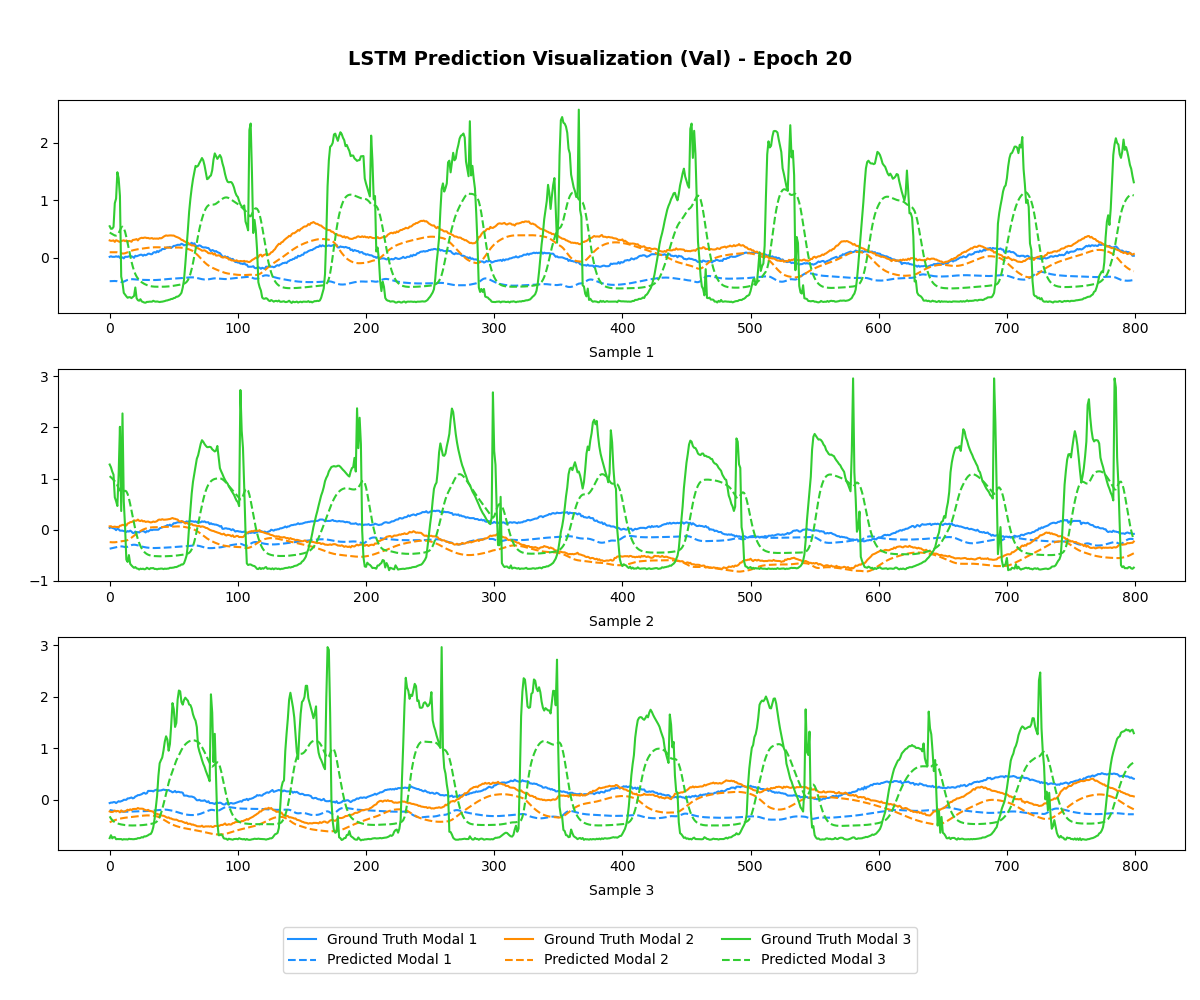 LSTM Prediction Visualization (Val) - Epoch 20
2
1
0
0 100 200 300 400 500 600 700 800
Sample 1
3
2
1
0
−1
0 100 200 300 400 500 600 700 800
Sample 2
3
2
1
0
0 100 200 300 400 500 600 700 800
Sample 3
Ground Truth Modal 1 Ground Truth Modal 2 Ground Truth Modal 3
Predicted Modal 1 Predicted Modal 2 Predicted Modal 3